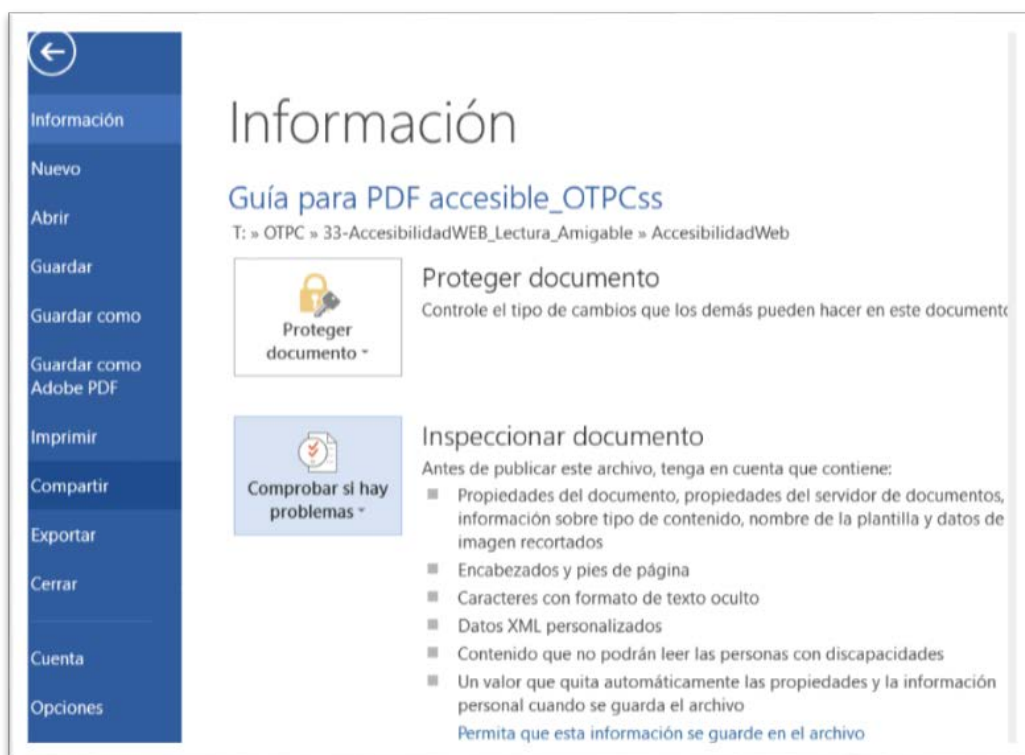 Información
Nuevo
Abrir
Guardar
Guardar como
Guardar como
Adobe PDF
Imprimir
Compartir
Exportar
Cerrar
Cuenta
Opciones
Información
Guía para PDF accesible_OTPCss
T: » OTPC » 33-AccesibilidadWEB_Lectura_Amigable » AccesibilidadWeb
Proteger
documento
Proteger documento
Controle el tipo de cambios que los demás pueden hacer en este documento
Comprobar si hay
problemas
Inspeccionar documento
Antes de publicar este archivo, tenga en cuenta que contiene:
Propiedades del documento, propiedades del servidor de documentos,
información sobre tipo de contenido, nombre de la plantilla y datos de
imagen recortados
Encabezados y pies de página
Caracteres con formato de texto oculto
Datos XML personalizados
Contenido que no podrán leer las personas con discapacidades
Un valor que quita automáticamente las propiedades y la información
personal cuando se guarda el archivo
Permita que esta información se guarde en el archivo